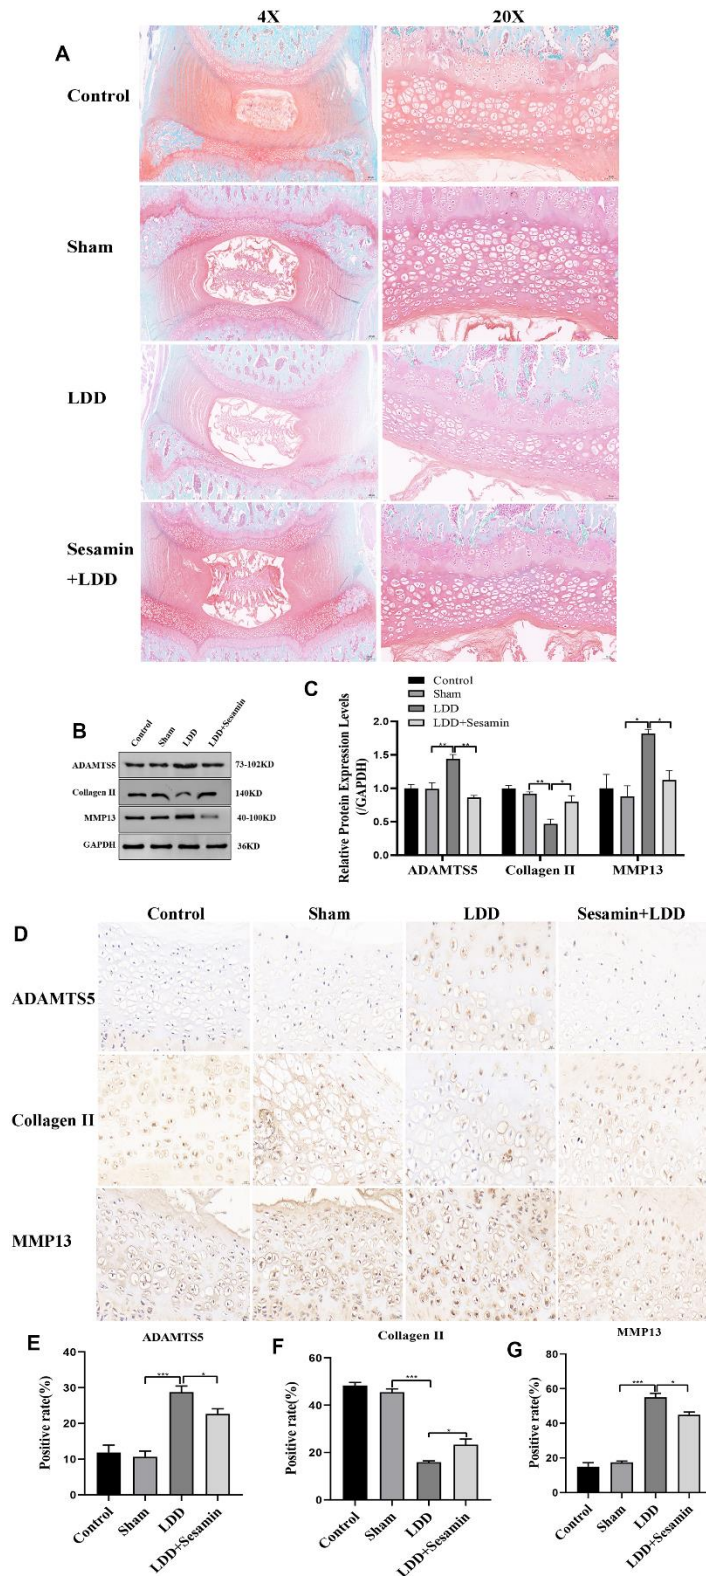 4X 20X
A
Control
Sham
LDD
Sesamin
+LDD
B
Control Sham LDD LDD+Sesamin
ADAMTS5 73-102KD
Collagen II 140KD
MMP13 40-100KD
GAPDH 36KD
C
Control
Sham
LDD
LDD+Sesamin
Relative Protein Expression Levels
(/GAPDH)
2.0
1.5
1.0
0.5
0.0
** ** ** * * *
ADAMTS5 Collagen II MMP13
D
Control Sham LDD Sesamin+LDD
ADAMTS5
Collagen II
MMP13
E
ADAMTS5
Positive rate(%)
40
30
20
10
0
*** *
Control Sham LDD LDD+Sesamin
F
Collagen II
Positive rate(%)
60
40
20
0
*** *
Control Sham LDD LDD+Sesamin
G
MMP13
Positive rate(%)
80
60
40
20
0
*** *
Control Sham LDD LDD+Sesamin